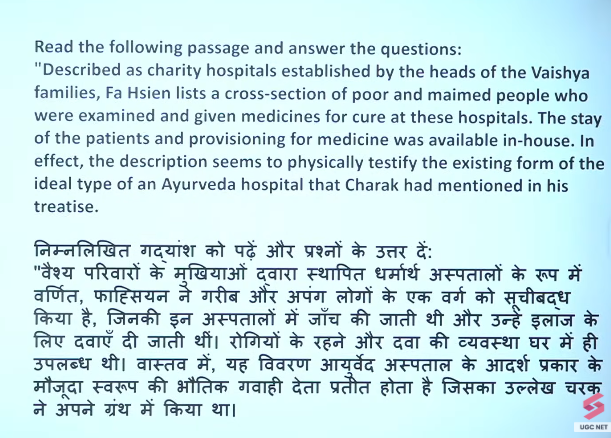 Read the following passage and answer the questions:
"Described as charity hospitals established by the heads of the Vaishya
families, Fa Hsien lists a cross-section of poor and maimed people who
were examined and given medicines for cure at these hospitals. The stay
of the patients and provisioning for medicine was available in-house. In
effect, the description seems to physically testify the existing form of the
ideal type of an Ayurveda hospital that Charak had mentioned in his
treatise.
निम्नलिखित गद्यांश को पढ़ें और प्रश्नों के उत्तर दें:
"वैश्य परिवारों के मुखियाओं द्वारा स्थापित धर्मार्थ अस्पतालों के रूप में
वर्णित, फाह्सियन ने गरीब और अपंग लोगों के एक वर्ग को सूचीबद्ध
किया है, जिनकी इन अस्पतालों में जाँच की जाती थी और उन्हें इलाज के
लिए दवाएँ दी जाती थीं। रोगियों के रहने और दवा की व्यवस्था घर में ही
उपलब्ध थी। वास्तव में, यह विवरण आयुर्वेद अस्पताल के आदर्श प्रकार के
मौजूदा स्वरूप की भौतिक गवाही देता प्रतीत होता है जिसका उल्लेख चरक
ने अपने ग्रंथ में किया था।
UGC NET